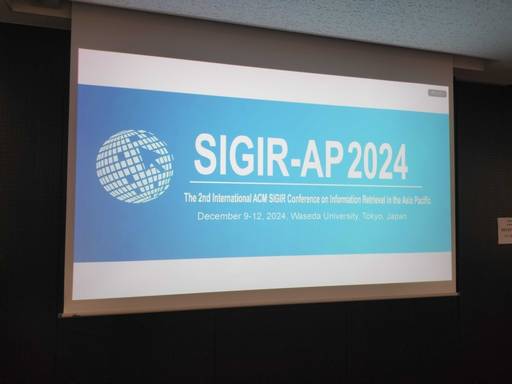 SIGIR-AP 2024
The 2nd International ACM SIGIR Conference on Information Retrieval in the Asia Pacific
December 9-12, 2024, Waseda University, Tokyo, Japan